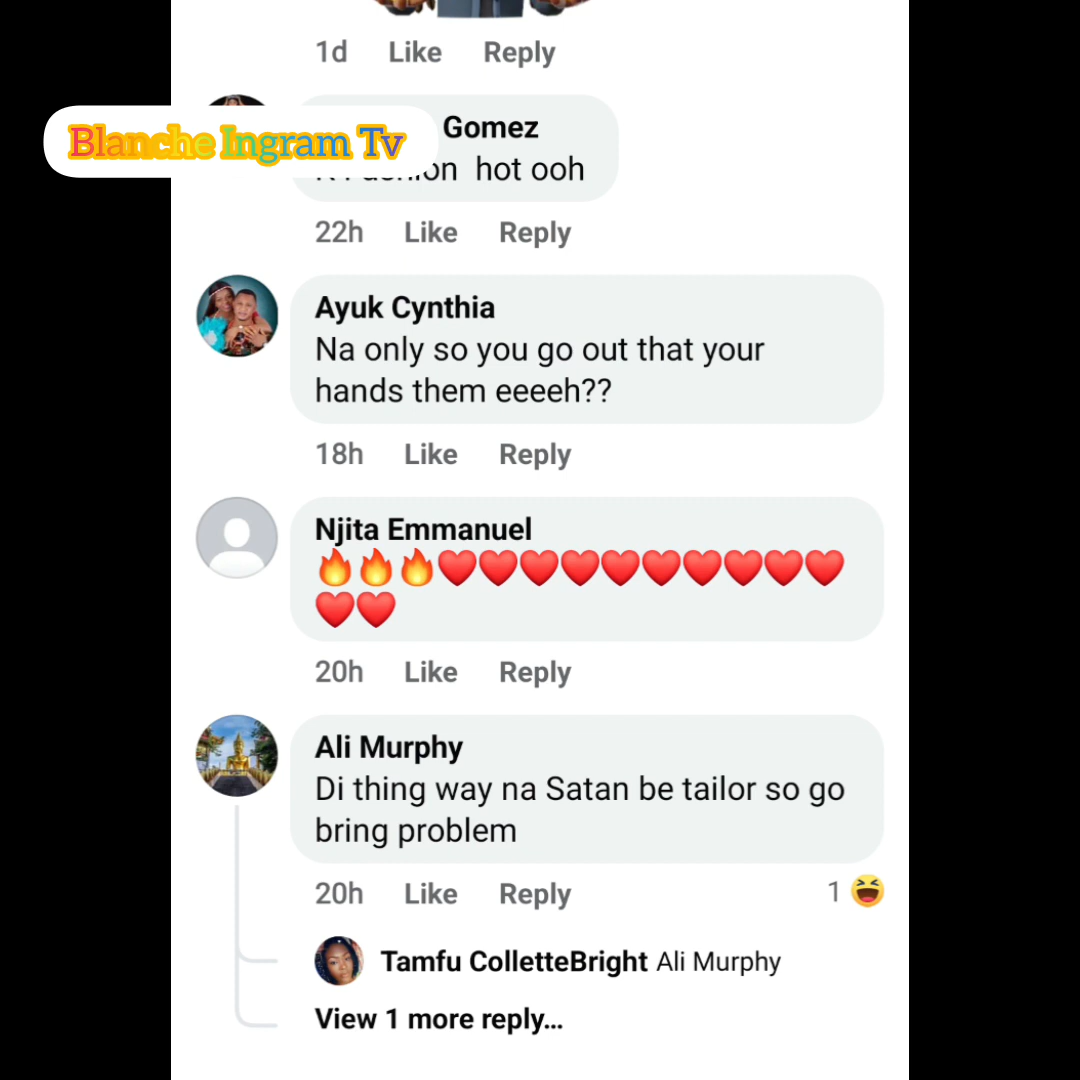 1d Like Reply
Blanche Ingram Tv
Gomez
hot ooh
22h Like Reply
Ayuk Cynthia
Na only so you go out that your
hands them eeeeh??
18h Like Reply
Njita Emmanuel
🔥🔥🔥❤️❤️❤️❤️❤️❤️❤️❤️❤️❤️
❤️❤️
20h Like Reply
Ali Murphy
Di thing way na Satan be tailor so go
bring problem
20h Like Reply 1 😆
Tamfu ColletteBright Ali Murphy
View 1 more reply...